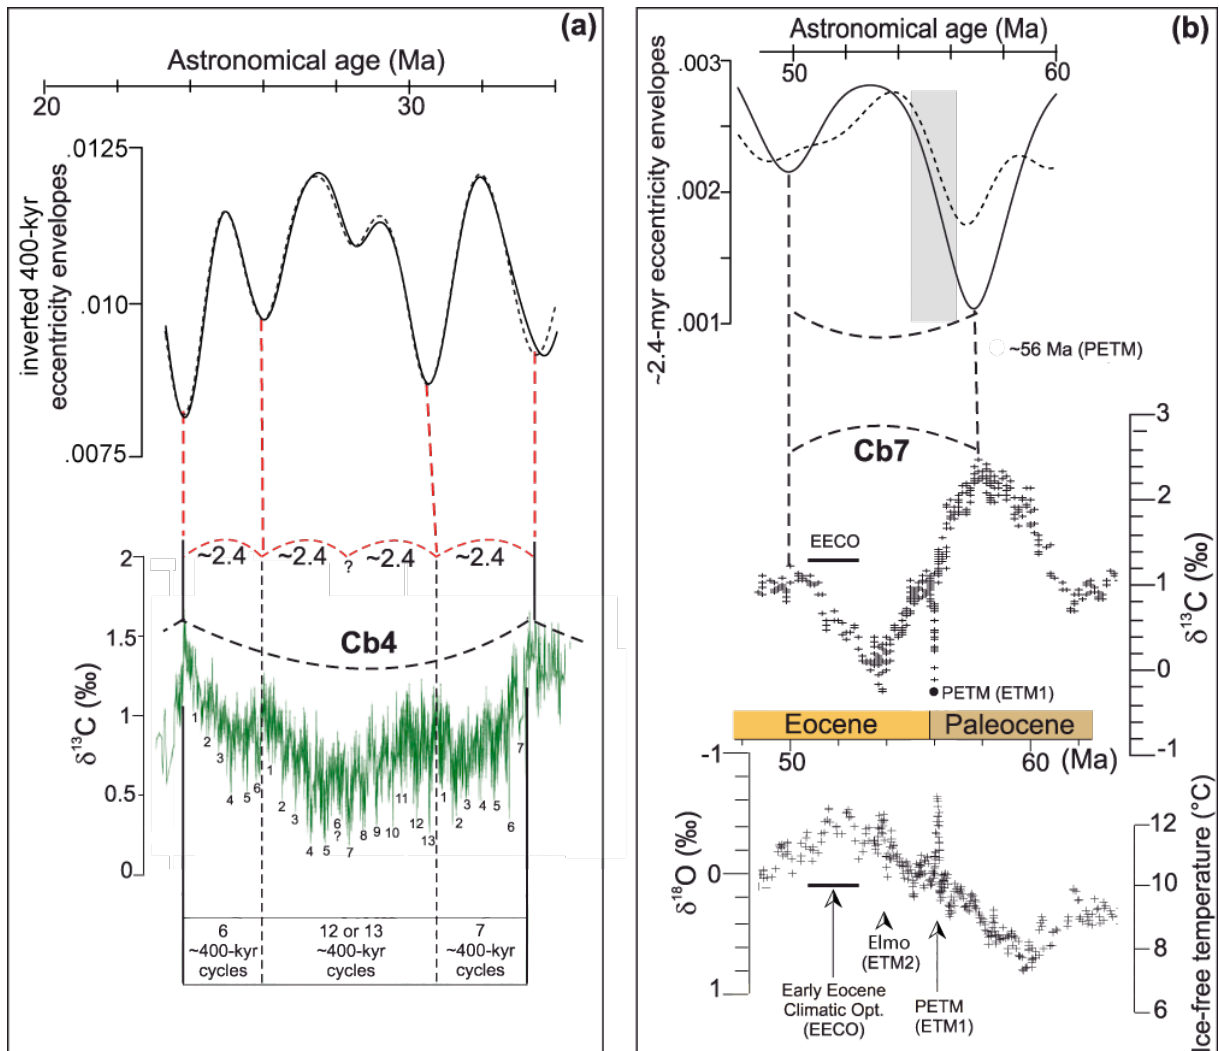 (a)
Astronomical age (Ma)
20
30
inverted 400-kyr
eccentricity envelopes
.0125
.010
.0075
~2.4
~2.4
?
~2.4
~2.4
Cb4
δ13C (‰)
2
1.5
1
0.5
0
1
2
3
4
5
6
1
2
3
4
5
6
?
7
8
9
10
11
12
13
1
2
3
4
5
6
7
6
~400-kyr
cycles
12 or 13
~400-kyr
cycles
7
~400-kyr
cycles
(b)
Astronomical age (Ma)
50
60
~2.4-myr eccentricity envelopes
.003
.002
.001
~56 Ma (PETM)
Cb7
EECO
PETM (ETM1)
3
2
1
0
-1
δ13C (‰)
Eocene
Paleocene
50
60
(Ma)
δ18O (‰)
-1
0
1
Elmo
(ETM2)
Early Eocene
Climatic Opt.
(EECO)
PETM
(ETM1)
12
10
8
6
Ice-free temperature (°C)